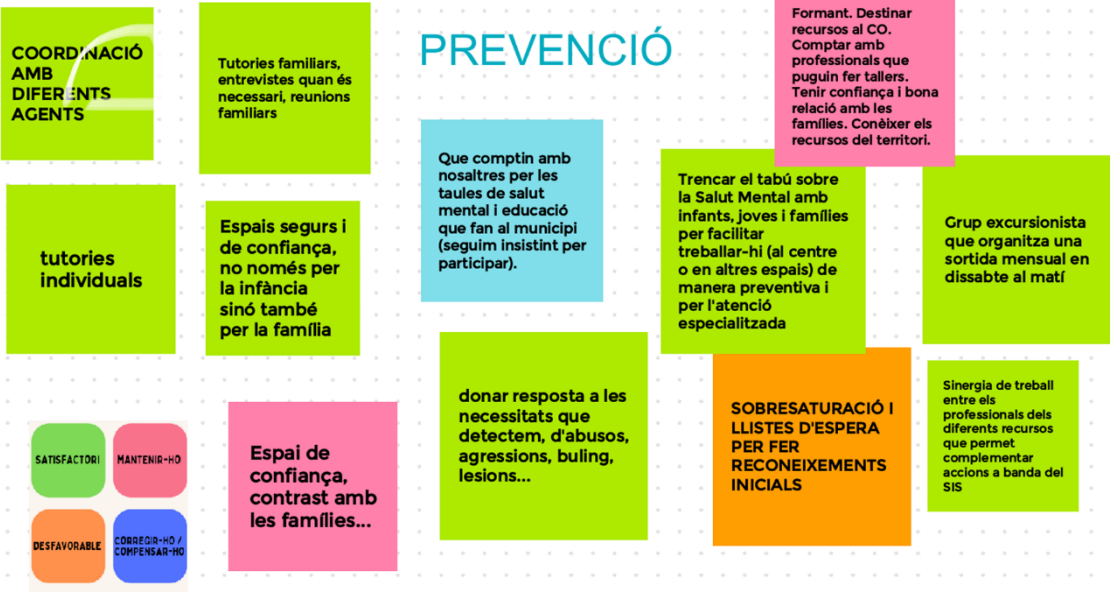 PREVENCIÓ
COORDINACIÓ
AMB
DIFERENTS
AGENTS
Tutories familiars,
entrevistes quan és
necessari, reunions
familiars
Formant. Destinar
recursos al CO.
Comptar amb
professionals que
puguin fer tallers.
Tenir confiança i bona
relació amb les
famílies. Conèixer els
recursos del territori.
Que comptin amb
nosaltres per les
taules de salut
mental i educació
que fan al municipi
(seguim insistint per
participar).
Trencar el tabú sobre
la Salut Mental amb
infants, joves i famílies
per facilitar
treballar-hi (al centre
o en altres espais) de
manera preventiva i
per l'atenció
especialitzada
Grup excursionista
que organitza una
sortida mensual en
dissabte al matí
tutories
individuals
Espais segurs i
de confiança,
no només per
la infància
sinó també
per la família
donar resposta a les
necessitats que
detectem, d'abusos,
agressions, buling,
lesions...
SOBRESATURACIÓ I
LLISTES D'ESPERA
PER FER
RECONEIXEMENTS
INICIALS
Sinergia de treball
entre els
professionals dels
diferents recursos
que permet
complementar
accions a banda del
SIS
Espai de
confiança,
contrast amb
les famílies...
SATISFACTORI
MANTENIR-HO
DESFAVORABLE
CORREGIR-HO /
COMPENSAR-HO